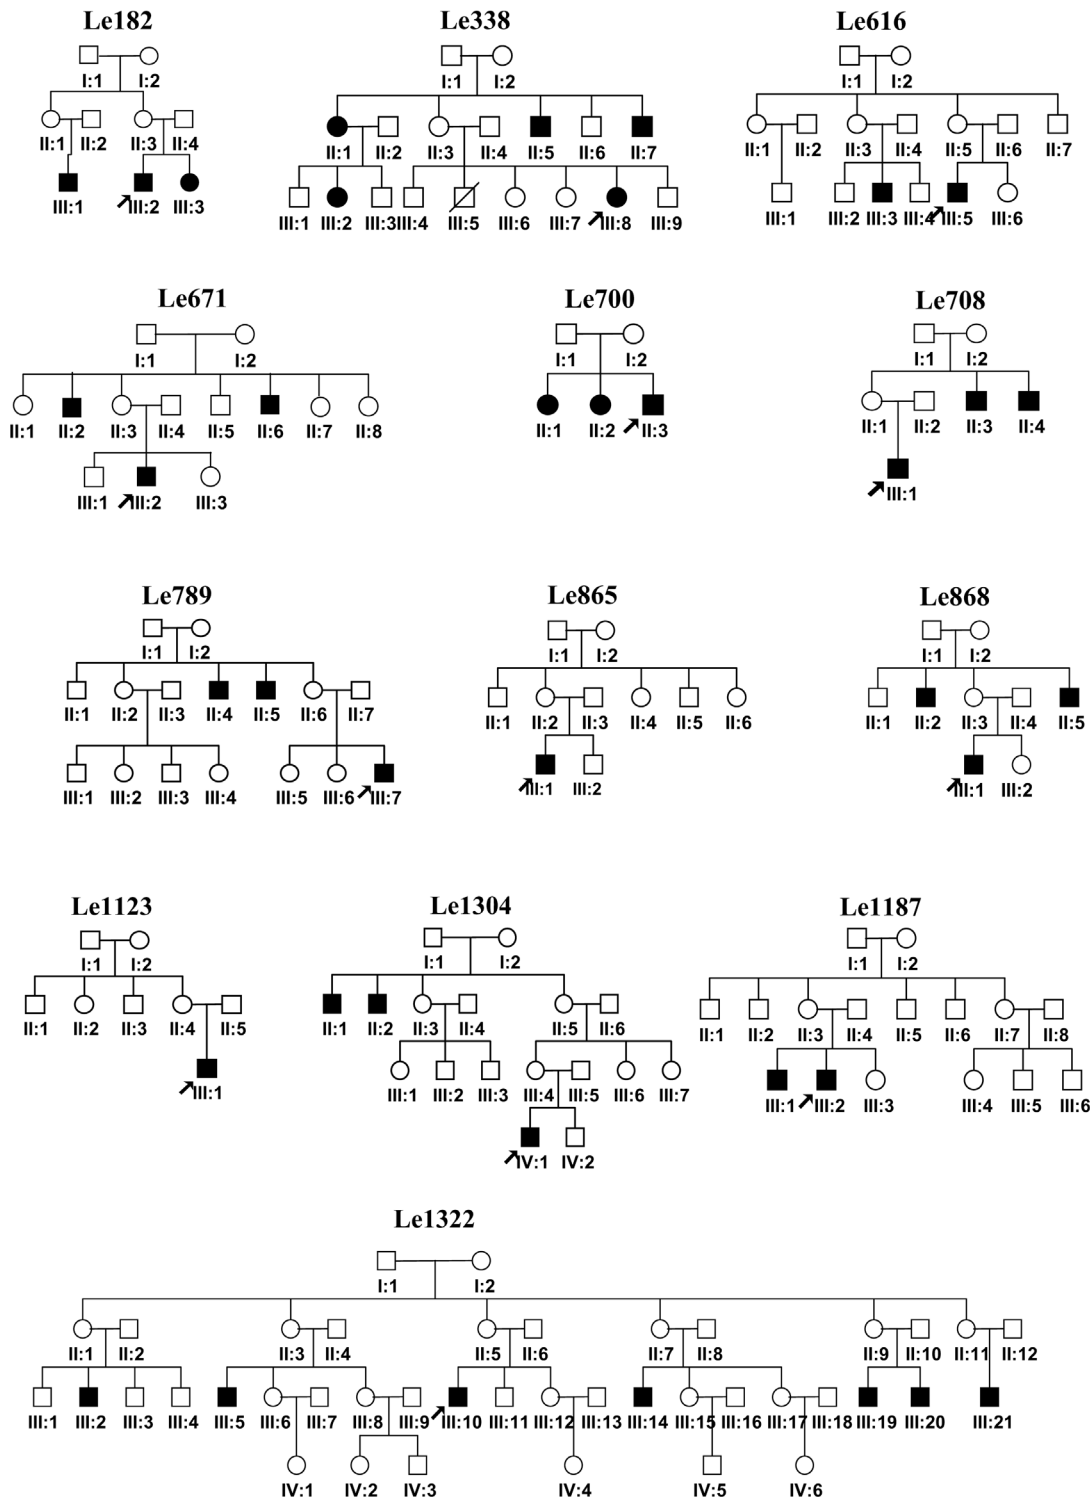 Le182
Le338
Le616
I:1 I:2
I:1 I:2
I:1 I:2
II:1 II:2 II:3 II:4
II:1 II:2 II:3 II:4 II:5 II:6 II:7
II:1 II:2 II:3 II:4 II:5 II:6 II:7
III:1 III:2 III:3
III:1 III:2 III:3 III:4 III:5 III:6 III:7 III:8 III:9
III:1 III:2 III:3 III:4 III:5 III:6
Le671
Le700
Le708
I:1 I:2
I:1 I:2
I:1 I:2
II:1 II:2 II:3 II:4 II:5 II:6 II:7 II:8
II:1 II:2 II:3
II:1 II:2 II:3 II:4
III:1 II:2 III:3
III:1
Le789
Le865
Le868
I:1 I:2
I:1 I:2
I:1 I:2
II:1 II:2 II:3 II:4 II:5 II:6 II:7
II:1 II:2 II:3 II:4 II:5 II:6
II:1 II:2 II:3 II:4 II:5
III:1 III:2 III:3 III:4 III:5 III:6 III:7
III:1 III:2
III:1 III:2
Le1123
Le1304
Le1187
I:1 I:2
I:1 I:2
I:1 I:2
II:1 II:2 II:3 II:4 II:5
II:1 II:2 II:3 II:4 II:5 II:6
II:1 II:2 II:3 II:4 II:5 II:6 II:7 II:8
III:1
III:1 III:2 III:3 III:4 III:5 III:6 III:7
III:1 III:2 III:3 III:4 III:5 III:6
IV:1 IV:2
Le1322
I:1 I:2
II:1 II:2 II:3 II:4 II:5 II:6 II:7 II:8 II:9 II:10 II:11 II:12
III:1 III:2 III:3 III:4 III:5 III:6 III:7 III:8 III:9 III:10 III:11 III:12 III:13 III:14 III:15 III:16 III:17 III:18 III:19 III:20 III:21
IV:1 IV:2 IV:3 IV:4 IV:5 IV:6